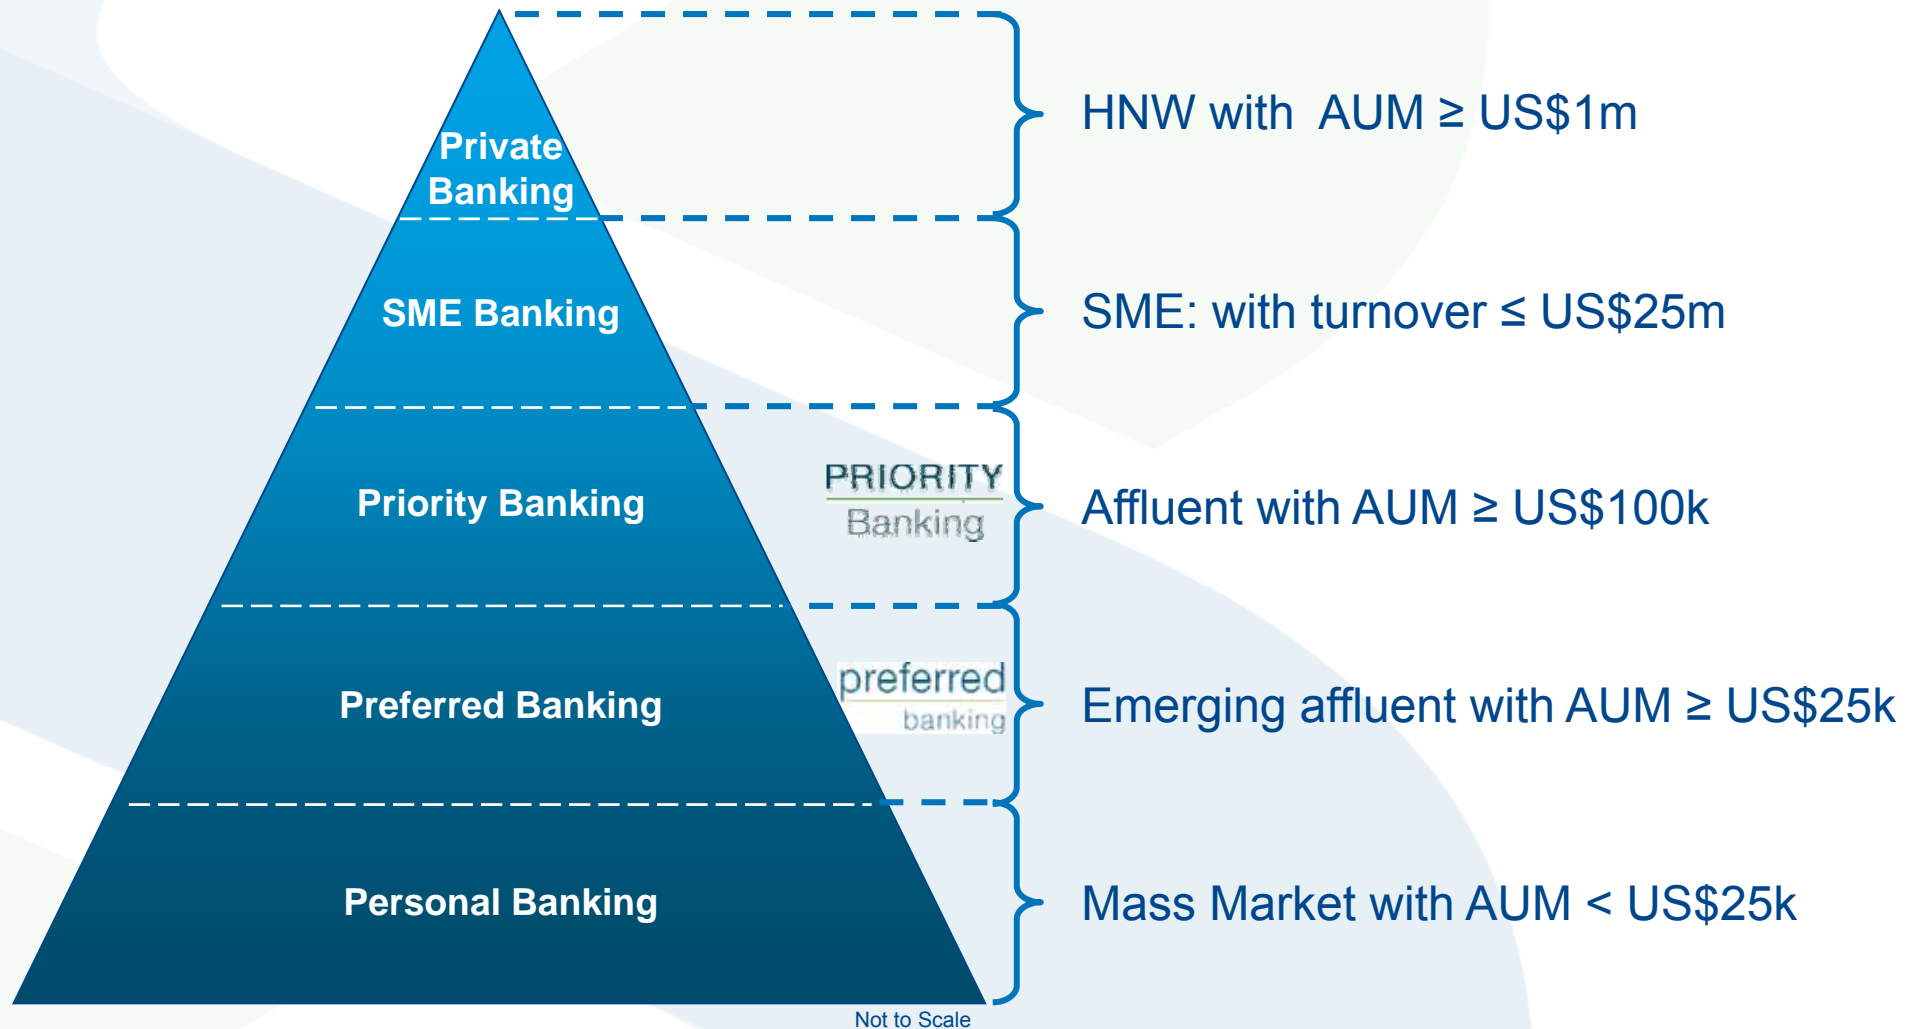 Private
Banking
HNW with AUM ≥ US$1m
SME Banking
SME: with turnover ≤ US$25m
Priority Banking
PRIORITY
Banking
Affluent with AUM ≥ US$100k
Preferred Banking
preferred
banking
Emerging affluent with AUM ≥ US$25k
Personal Banking
Mass Market with AUM < US$25k
Not to Scale